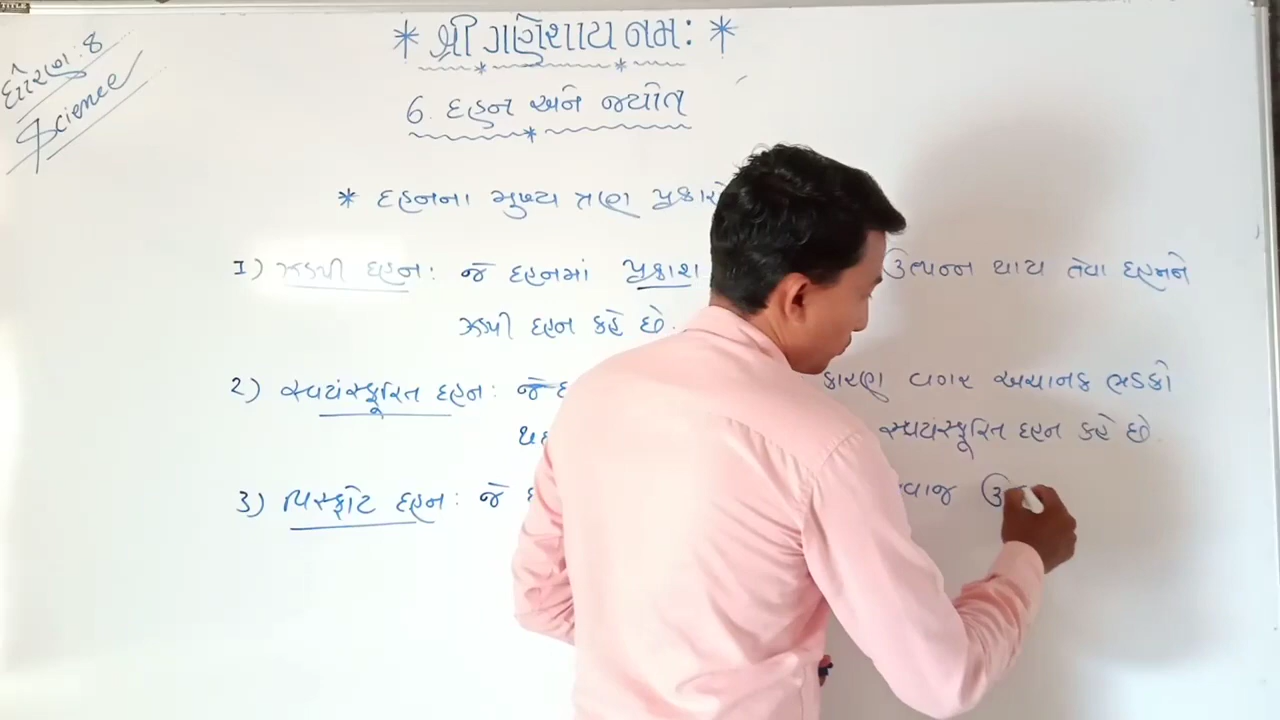 ધોરણ : 8
Science
* શ્રી ગણેશાય નમઃ *
6. દહન અને જ્યોત
* દહનના મુખ્ય ત્રણ પ્રકારો
1) ઝડપી દહન : જે દહનમાં પ્રકાશ ઉત્પન્ન થાય તેવા દહનને
ઝડપી દહન કહે છે.
2) સ્વયંસ્ફૂરિત દહન : જે કારણ વગર અચાનક ભડકો
સ્વયંસ્ફૂરિત દહન કહે છે.
3) વિસ્ફોટ દહન : જે